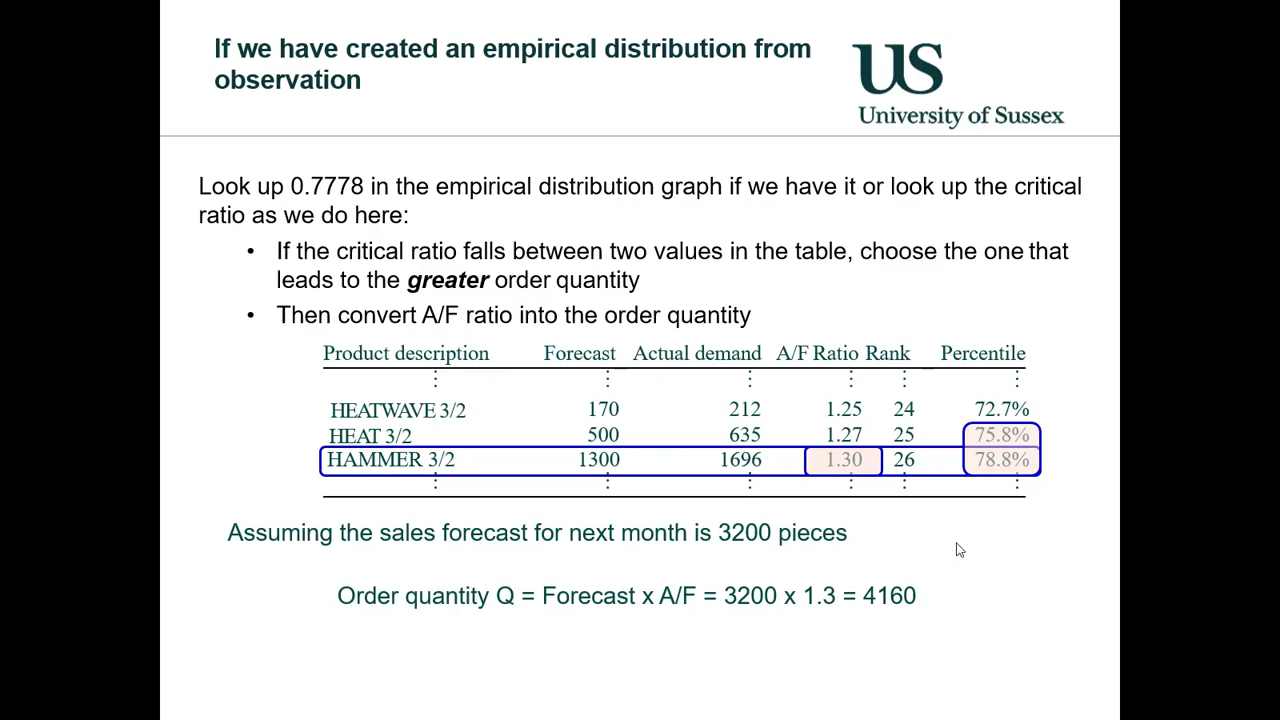 If we have created an empirical distribution from
observation
US
University of Sussex
Look up 0.7778 in the empirical distribution graph if we have it or look up the critical
ratio as we do here:
• If the critical ratio falls between two values in the table, choose the one that
leads to the greater order quantity
• Then convert A/F ratio into the order quantity
Product description Forecast Actual demand A/F Ratio Rank Percentile
⋮ ⋮ ⋮ ⋮ ⋮ ⋮
HEATWAVE 3/2 170 212 1.25 24 72.7%
HEAT 3/2 500 635 1.27 25 75.8%
HAMMER 3/2 1300 1696 1.30 26 78.8%
⋮ ⋮ ⋮ ⋮ ⋮ ⋮
Assuming the sales forecast for next month is 3200 pieces
Order quantity Q = Forecast x A/F = 3200 x 1.3 = 4160